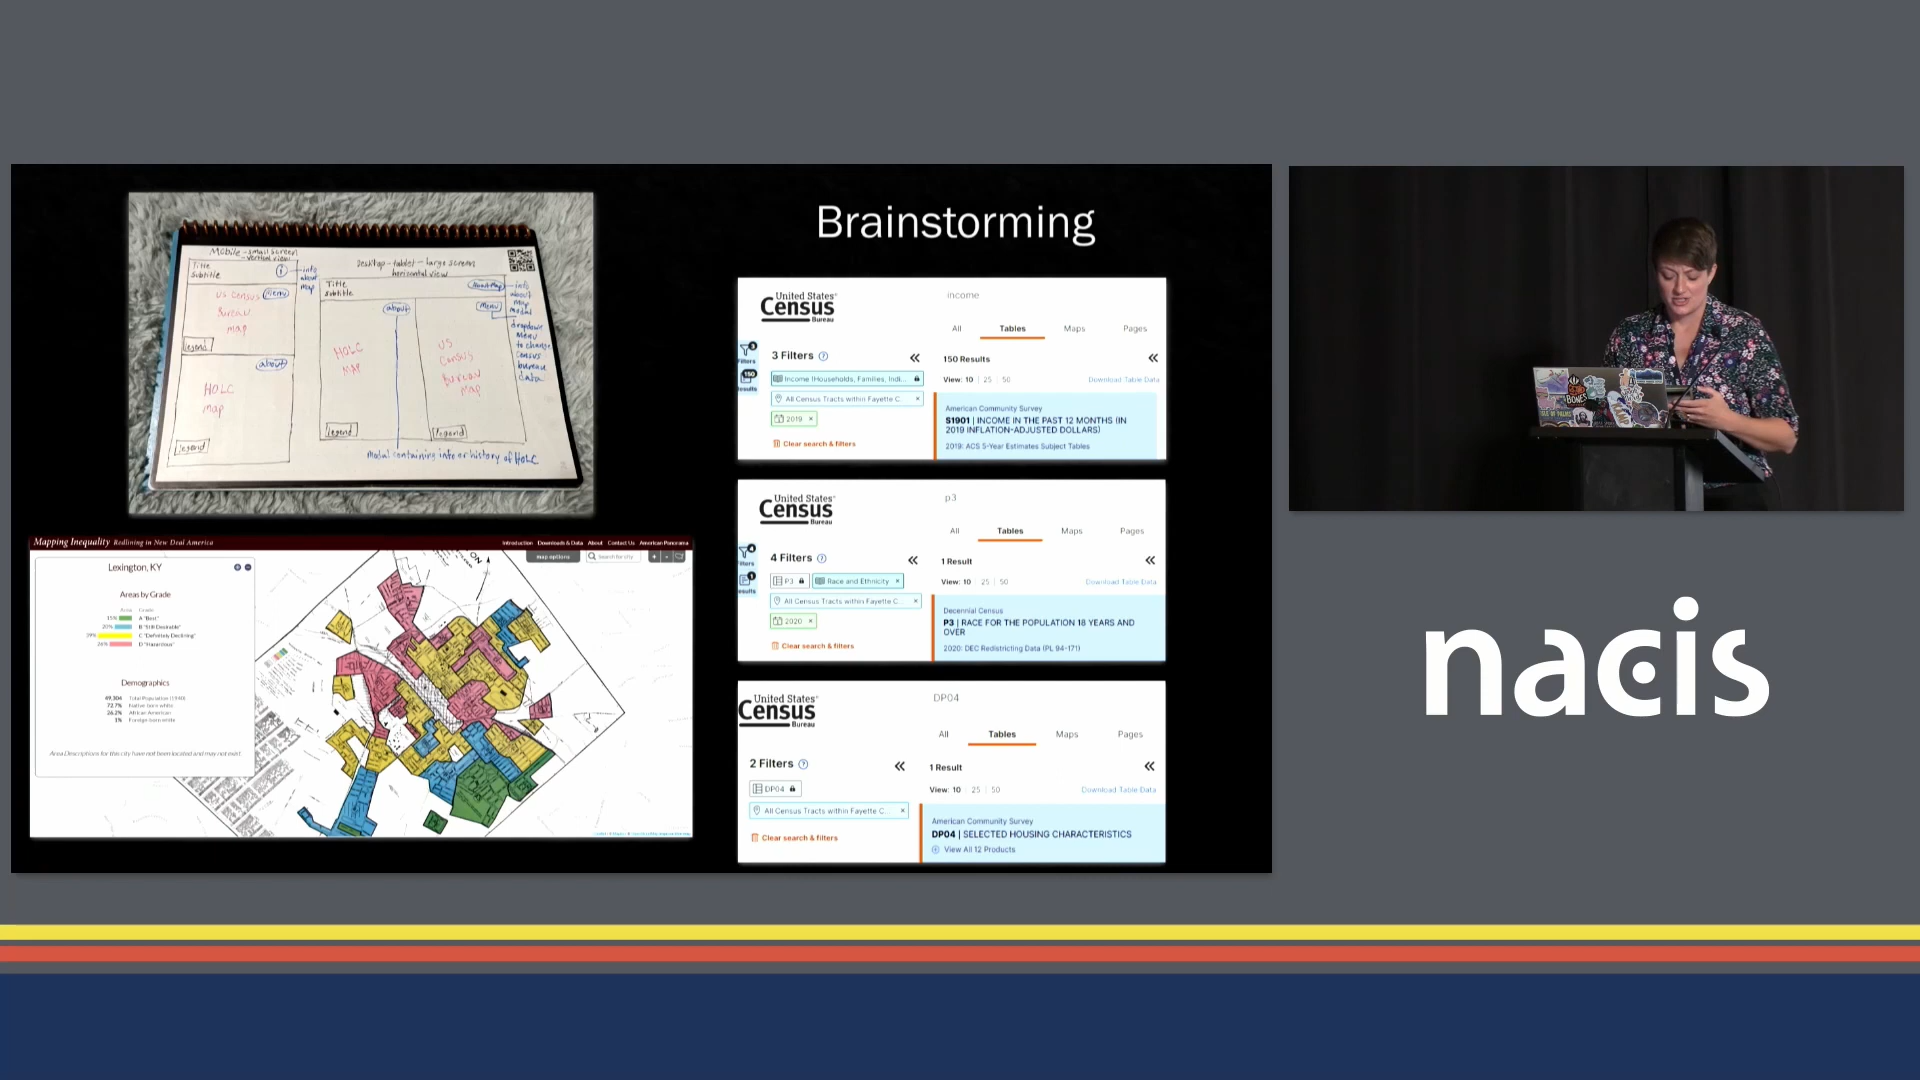 Brainstorming
Mobile - small screen
- vertical view
Title
Subtitle
i
info
about
map
US Census
Bureau
map
Menu
legend
about
HOLC
map
legend
Desktop - tablet - large screen
horizontal view
Title
Subtitle
info
about
map
modal
about
Menu
dropdown
menu
to change
census
bureau
data
HOLC
MAP
US
Census
Bureau
Map
legend
legend
Modal containing info or history of HOLC
Mapping Inequality Redlining in New Deal America
Introduction Downloads & Data About Contact Us American Panorama
map options
Search for city
Lexington, KY
Areas by Grade
Area Grade
15% A "Best"
20% B "Still Desirable"
39% C "Definitely Declining"
26% D "Hazardous"
Demographics
49,304 Total Population (1940)
72.7% Native-born white
26.2% African American
1% Foreign-born white
Area Descriptions for this city have not been located and may not exist.
ON
United States®
Census
Bureau
income
All Tables Maps Pages
3
Filters
150
Results
3 Filters ?
150 Results
Income (Households, Families, Indi...
View: 10 | 25 | 50
Download Table Data
All Census Tracts within Fayette C... ×
2019 ×
Clear search & filters
American Community Survey
S1901 | INCOME IN THE PAST 12 MONTHS (IN
2019 INFLATION-ADJUSTED DOLLARS)
2019: ACS 5-Year Estimates Subject Tables
United States®
Census
Bureau
p3
All Tables Maps Pages
4
Filters
1
Results
4 Filters ?
1 Result
P3 Race and Ethnicity ×
View: 10 | 25 | 50
Download Table Data
All Census Tracts within Fayette C... ×
2020 ×
Clear search & filters
Decennial Census
P3 | RACE FOR THE POPULATION 18 YEARS AND
OVER
2020: DEC Redistricting Data (PL 94-171)
United States®
Census
Bureau
DP04
All Tables Maps Pages
2 Filters ?
1 Result
DP04
View: 10 | 25 | 50
Download Table Data
All Census Tracts within Fayette C... ×
Clear search & filters
American Community Survey
DP04 | SELECTED HOUSING CHARACTERISTICS
View All 12 Products
BONES
nacis